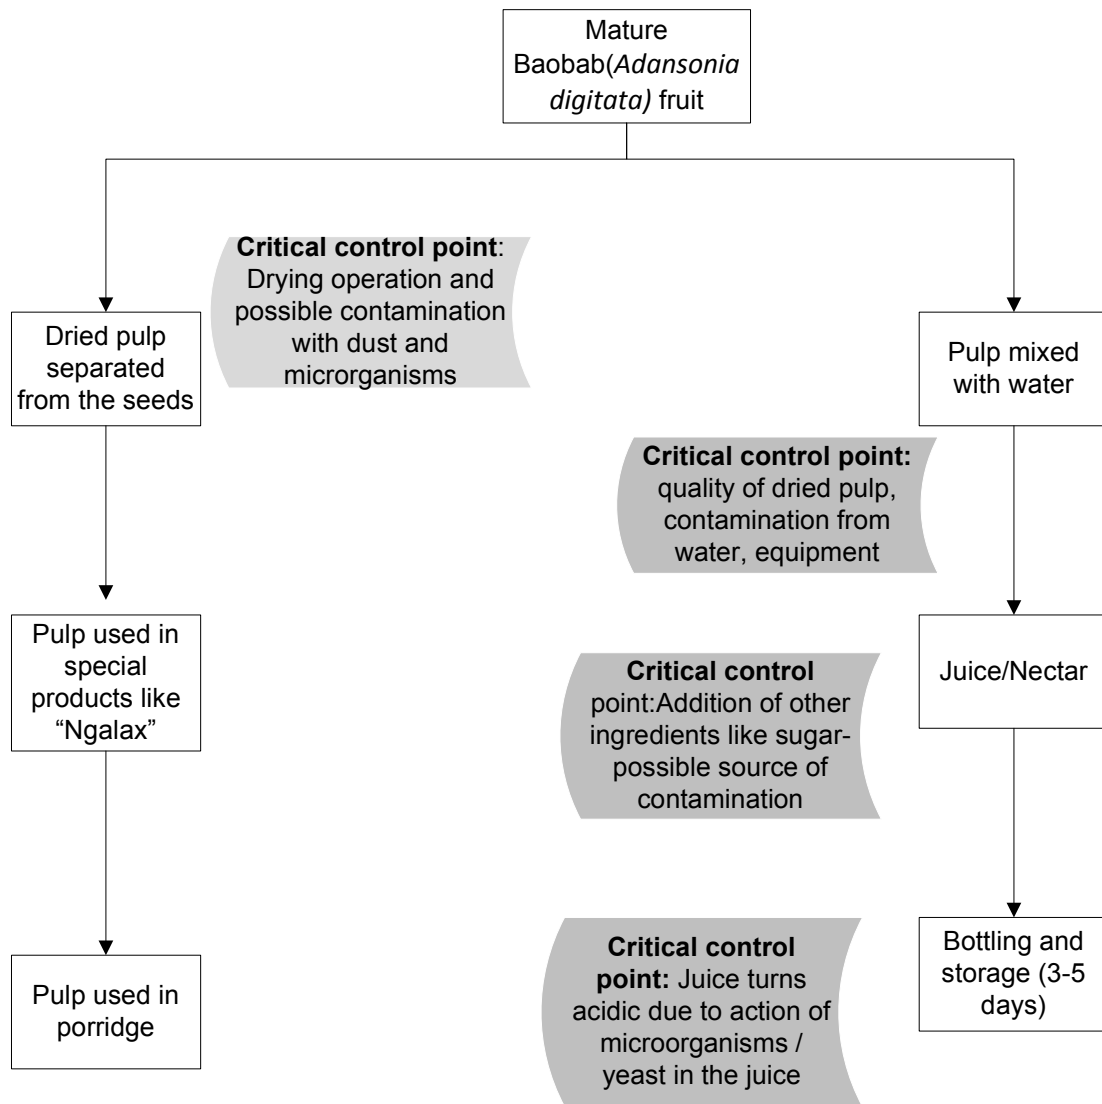 Mature
Baobab(Adansonia
digitata) fruit
Critical control point:
Drying operation and
possible contamination
with dust and
microrganisms
Dried pulp
separated
from the seeds
Pulp mixed
with water
Critical control point:
quality of dried pulp,
contamination from
water, equipment
Pulp used in
special
products like
“Ngalax”
Critical control
point:Addition of other
ingredients like sugar-
possible source of
contamination
Juice/Nectar
Pulp used in
porridge
Critical control
point: Juice turns
acidic due to action of
microorganisms /
yeast in the juice
Bottling and
storage (3-5
days)